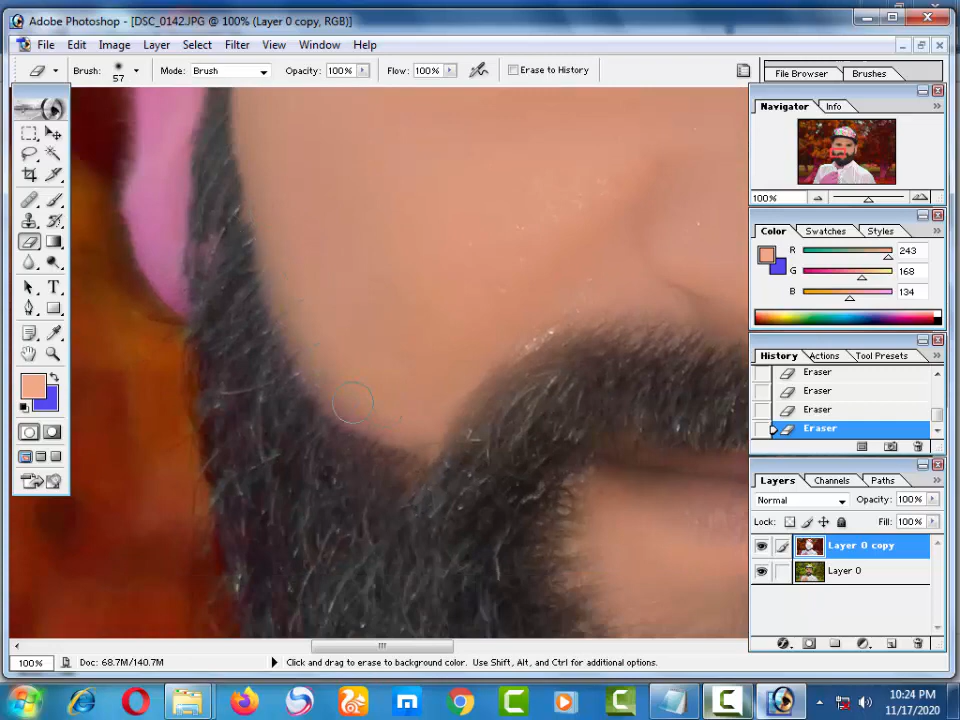 Adobe Photoshop - [DSC_0142.JPG @ 100% (Layer 0 copy, RGB)]
File Edit Image Layer Select Filter View Window Help
Brush: 57 Mode: Brush Opacity: 100% Flow: 100% Erase to History File Browser Brushes
Navigator Info
100%
Color Swatches Styles
R 243
G 168
B 134
History Actions Tool Presets
Eraser
Eraser
Eraser
Eraser
Layers Channels Paths
Normal Opacity: 100%
Lock: Fill: 100%
Layer 0 copy
Layer 0
100% Doc: 68.7M/140.7M Click and drag to erase to background color. Use Shift, Alt, and Ctrl for additional options.
10:24 PM
11/17/2020